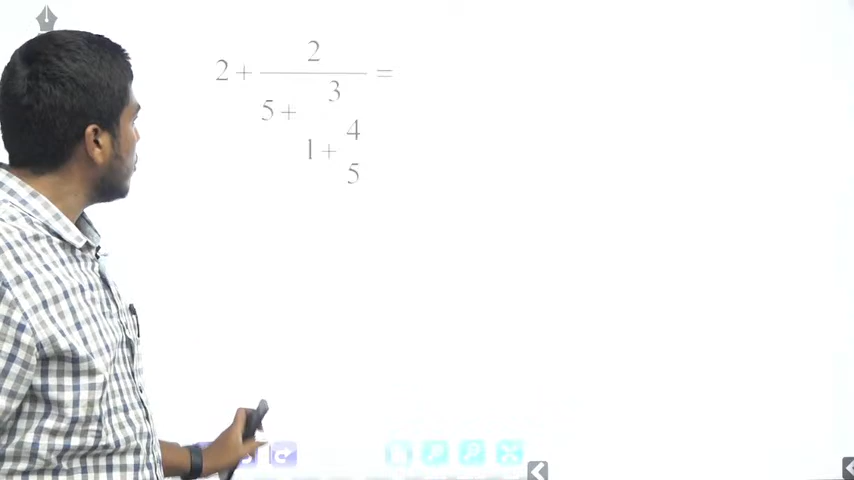 2 + 2 =
5 + 3
1 + 4
5